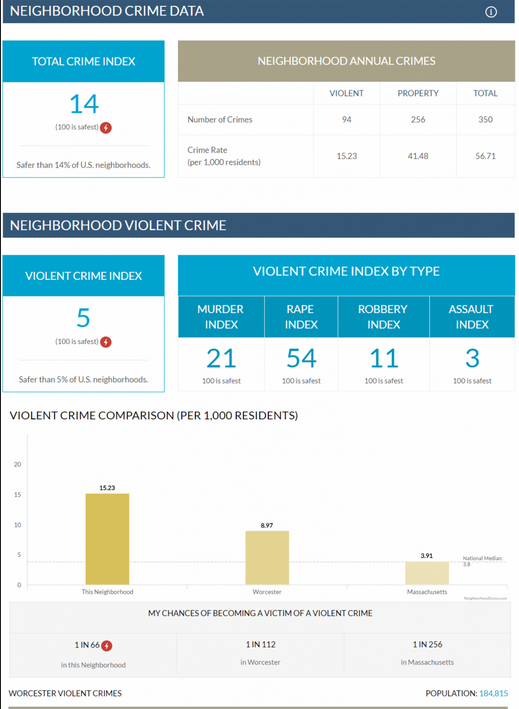 NEIGHBORHOOD CRIME DATA
TOTAL CRIME INDEX
14
(100 is safest)
Safer than 14% of U.S. neighborhoods.
NEIGHBORHOOD ANNUAL CRIMES
VIOLENT PROPERTY TOTAL
Number of Crimes 94 256 350
Crime Rate
(per 1,000 residents) 15.23 41.48 56.71
NEIGHBORHOOD VIOLENT CRIME
VIOLENT CRIME INDEX
5
(100 is safest)
Safer than 5% of U.S. neighborhoods.
VIOLENT CRIME INDEX BY TYPE
MURDER INDEX
21
100 is safest
RAPE INDEX
54
100 is safest
ROBBERY INDEX
11
100 is safest
ASSAULT INDEX
3
100 is safest
VIOLENT CRIME COMPARISON (PER 1,000 RESIDENTS)
20
15
10
5
0
15.23
8.97
3.91
National Median:
3.8
This Neighborhood Worcester Massachusetts
NeighborhoodScout.com
MY CHANCES OF BECOMING A VICTIM OF A VIOLENT CRIME
1 IN 66
in this Neighborhood
1 IN 112
in Worcester
1 IN 256
in Massachusetts
WORCESTER VIOLENT CRIMES POPULATION: 184,815